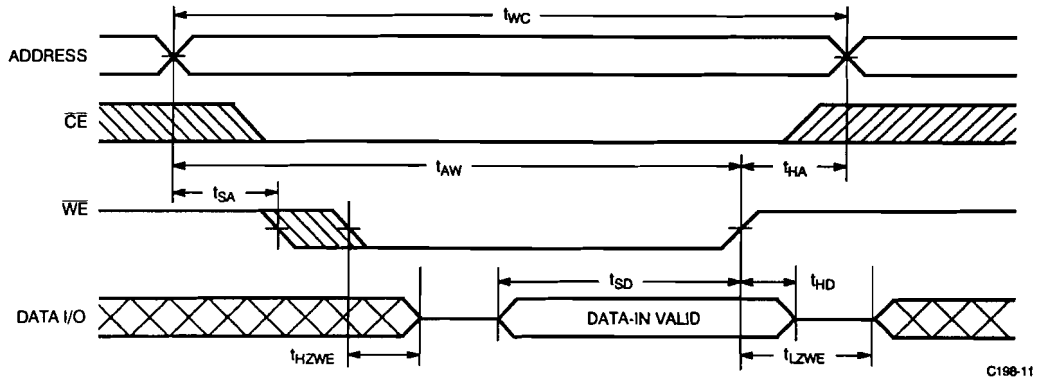 tWC
ADDRESS
CE
tAW
tHA
tSA
WE
tSD
tHD
DATA I/O
DATA-IN VALID
tHZWE
tLZWE
C198-11